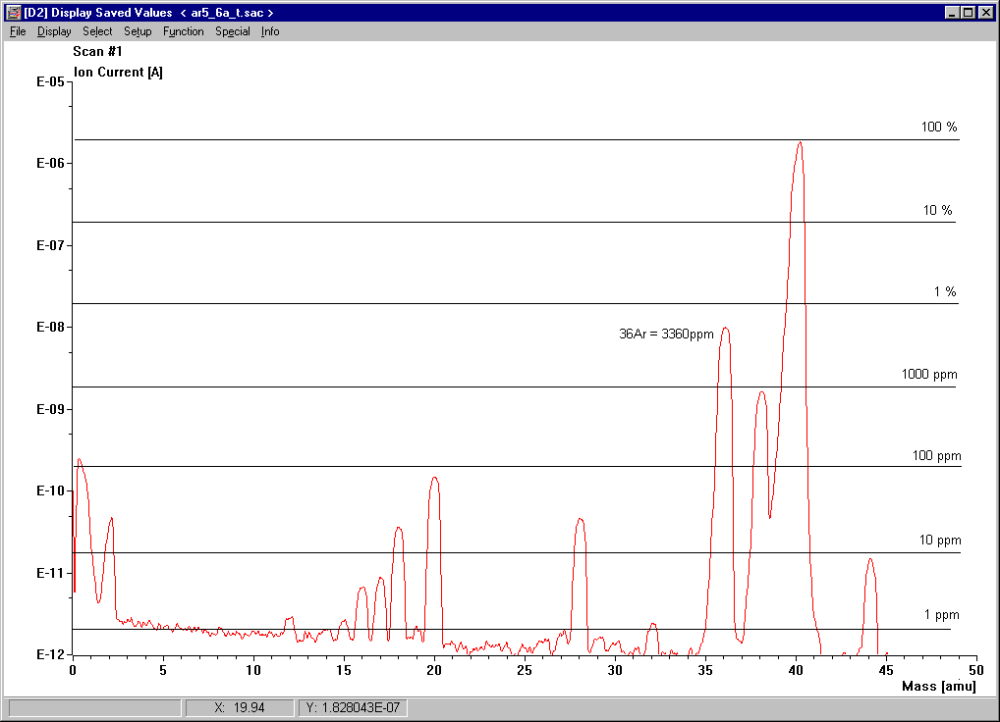 [D2] Display Saved Values < ar5_6a_t.sac >
File Display Select Setup Function Special Info
Scan #1
Ion Current [A]
E-05
100 %
E-06
10 %
E-07
1 %
E-08
36Ar = 3360ppm
1000 ppm
E-09
100 ppm
E-10
10 ppm
E-11
1 ppm
E-12
0 5 10 15 20 25 30 35 40 45 50
Mass [amu]
X: 19.94 Y: 1.828043E-07